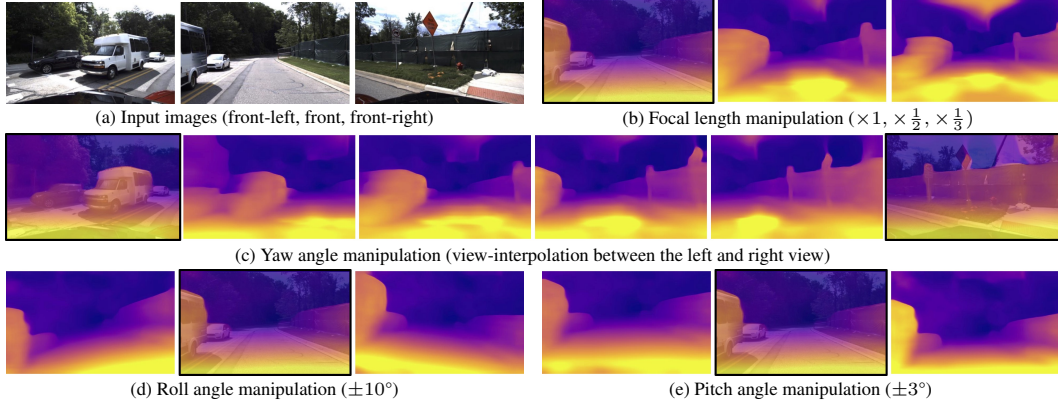 (a) Input images (front-left, front, front-right)
(b) Focal length manipulation (×1, ×1/2, ×1/3)
(c) Yaw angle manipulation (view-interpolation between the left and right view)
(d) Roll angle manipulation (±10°)
(e) Pitch angle manipulation (±3°)